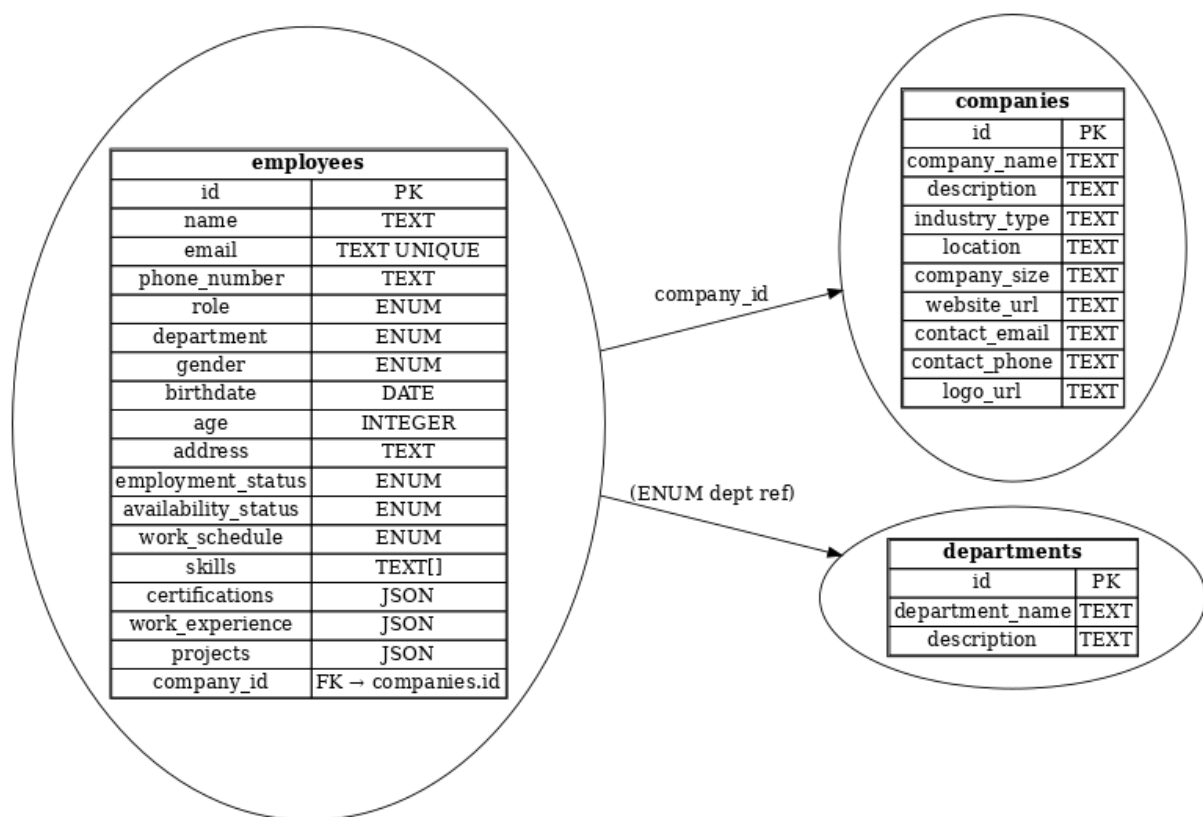 employees
id PK
name TEXT
email TEXT UNIQUE
phone_number TEXT
role ENUM
department ENUM
gender ENUM
birthdate DATE
age INTEGER
address TEXT
employment_status ENUM
availability_status ENUM
work_schedule ENUM
skills TEXT[]
certifications JSON
work_experience JSON
projects JSON
company_id FK → companies.id
company_id
(ENUM dept ref)
companies
id PK
company_name TEXT
description TEXT
industry_type TEXT
location TEXT
company_size TEXT
website_url TEXT
contact_email TEXT
contact_phone TEXT
logo_url TEXT
departments
id PK
department_name TEXT
description TEXT